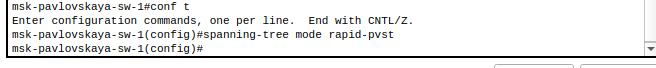 msk-pavlovskaya-sw-1#conf t
Enter configuration commands, one per line.  End with CNTL/Z.
msk-pavlovskaya-sw-1(config)#spanning-tree mode rapid-pvst
msk-pavlovskaya-sw-1(config)#